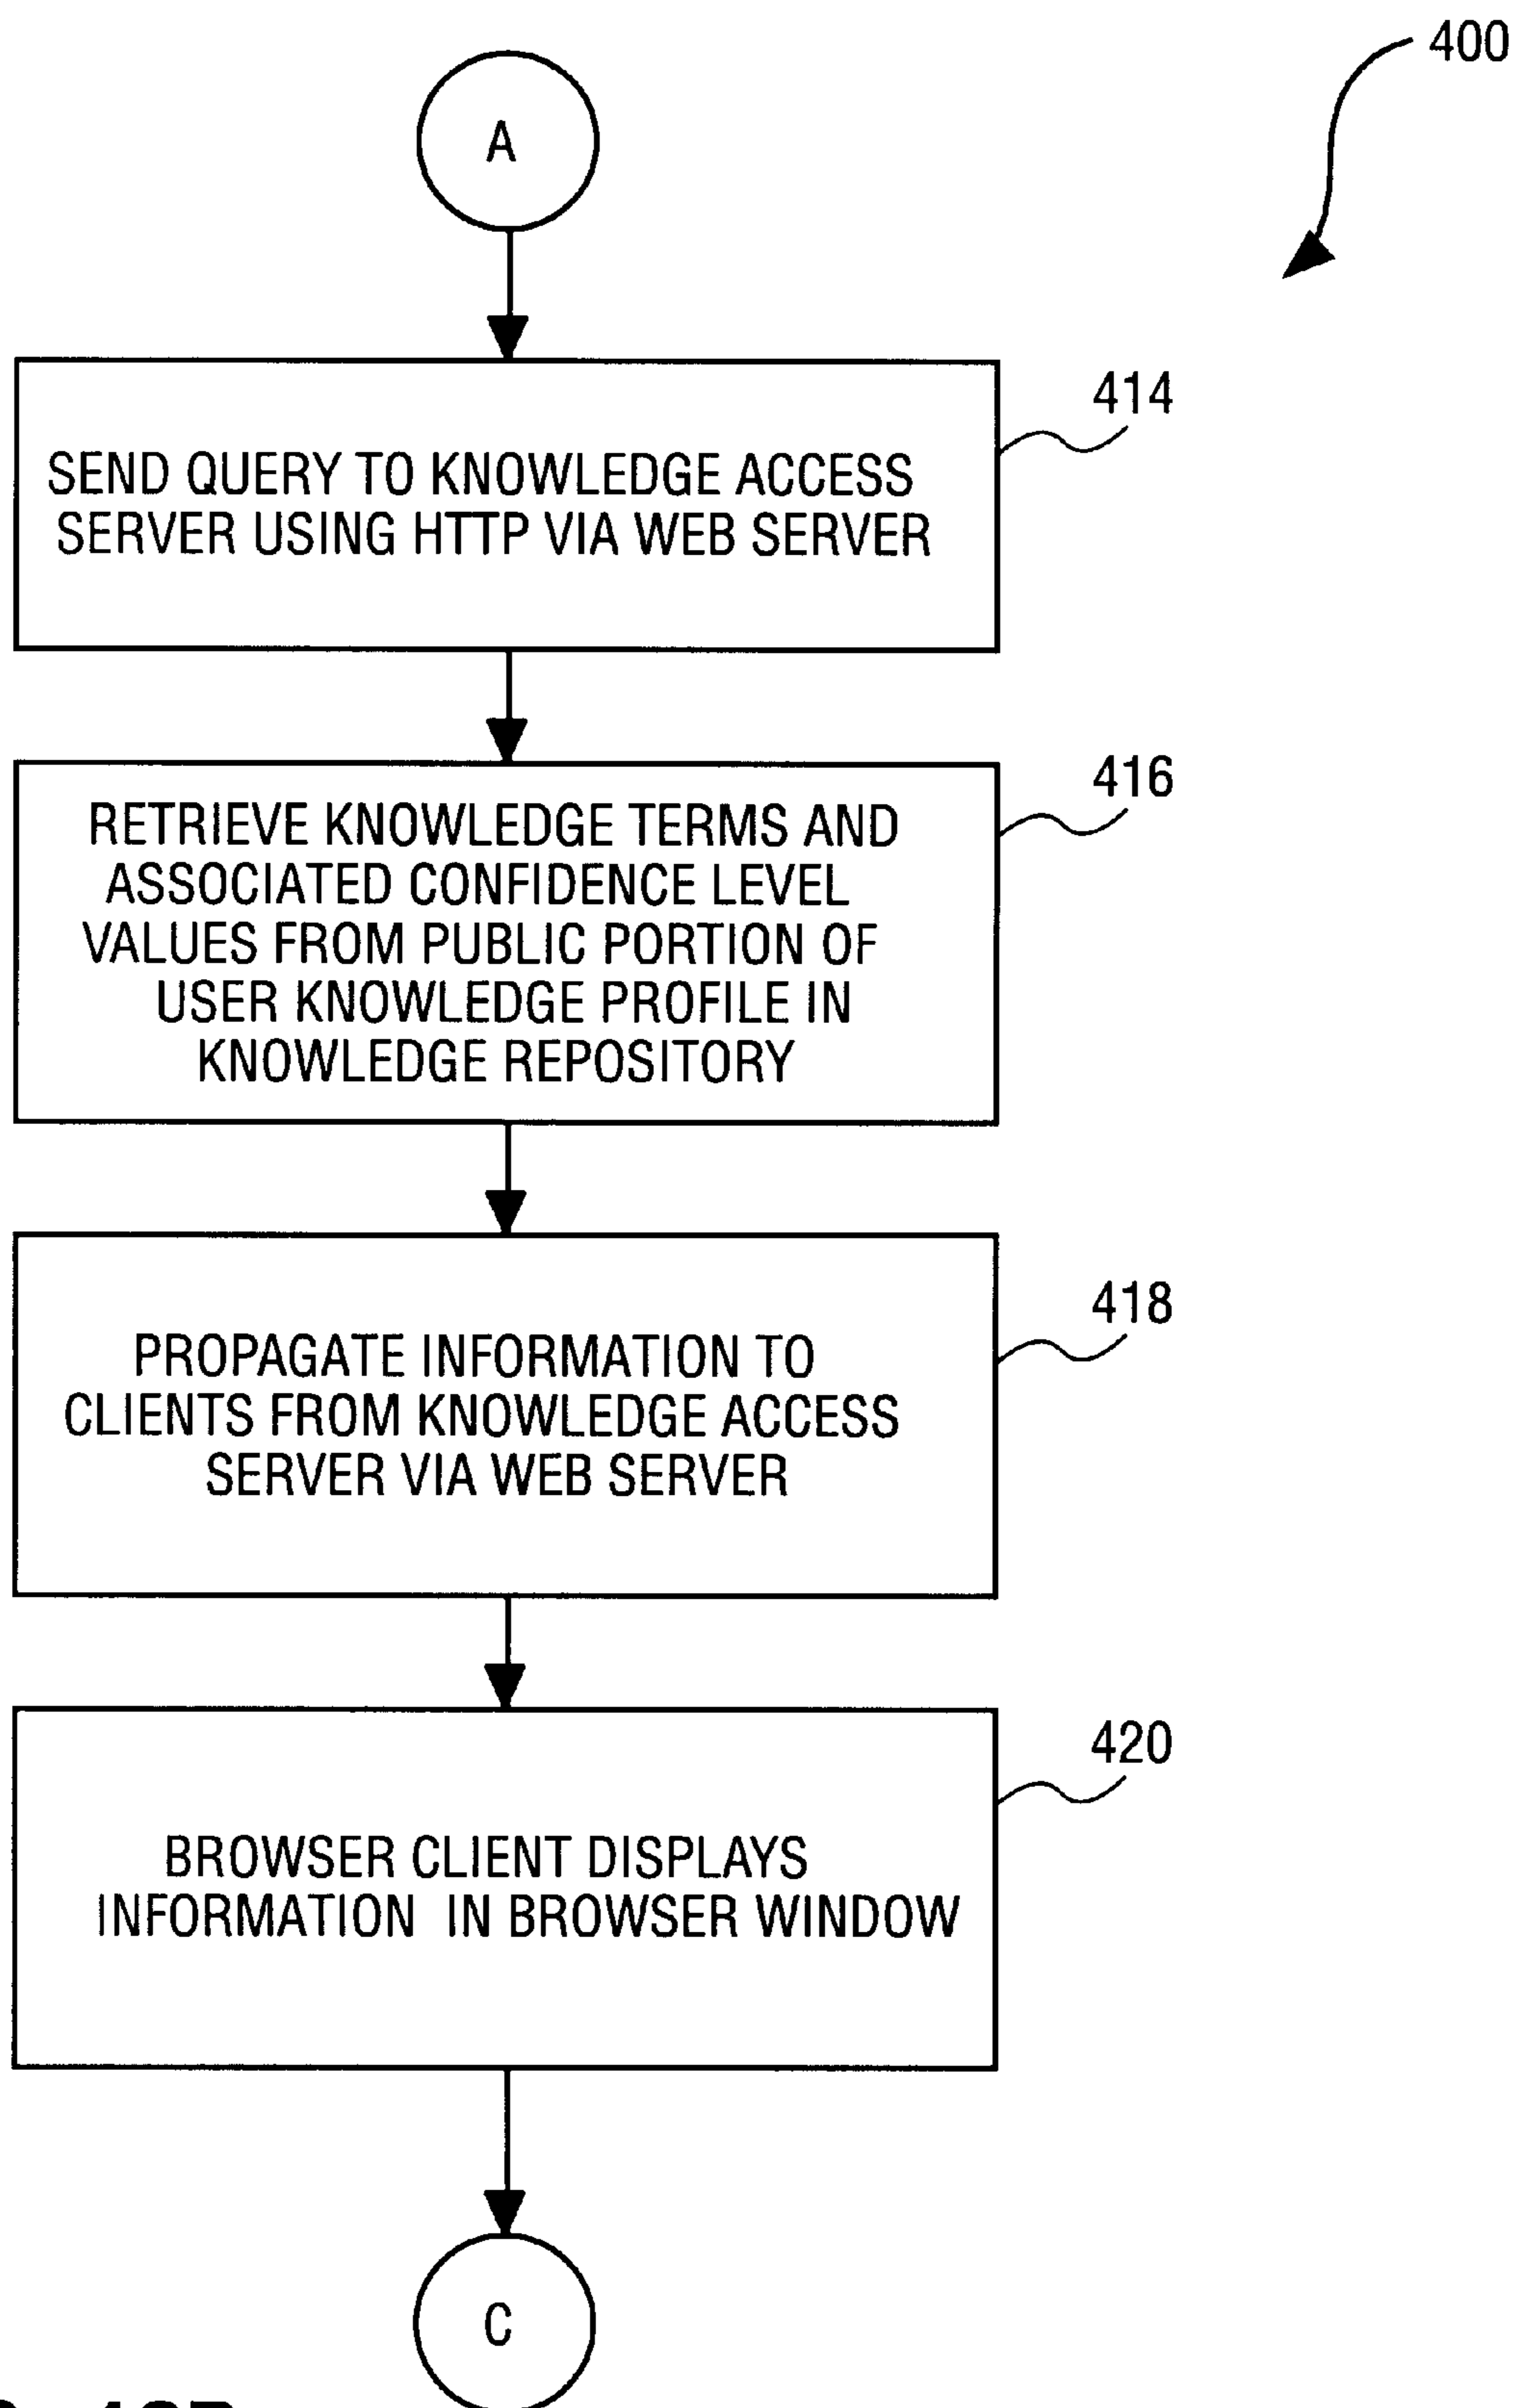 400
A
414
SEND QUERY TO KNOWLEDGE ACCESS
SERVER USING HTTP VIA WEB SERVER
416
RETRIEVE KNOWLEDGE TERMS AND
ASSOCIATED CONFIDENCE LEVEL
VALUES FROM PUBLIC PORTION OF
USER KNOWLEDGE PROFILE IN
KNOWLEDGE REPOSITORY
418
PROPAGATE INFORMATION TO
CLIENTS FROM KNOWLEDGE ACCESS
SERVER VIA WEB SERVER
420
BROWSER CLIENT DISPLAYS
INFORMATION IN BROWSER WINDOW
C